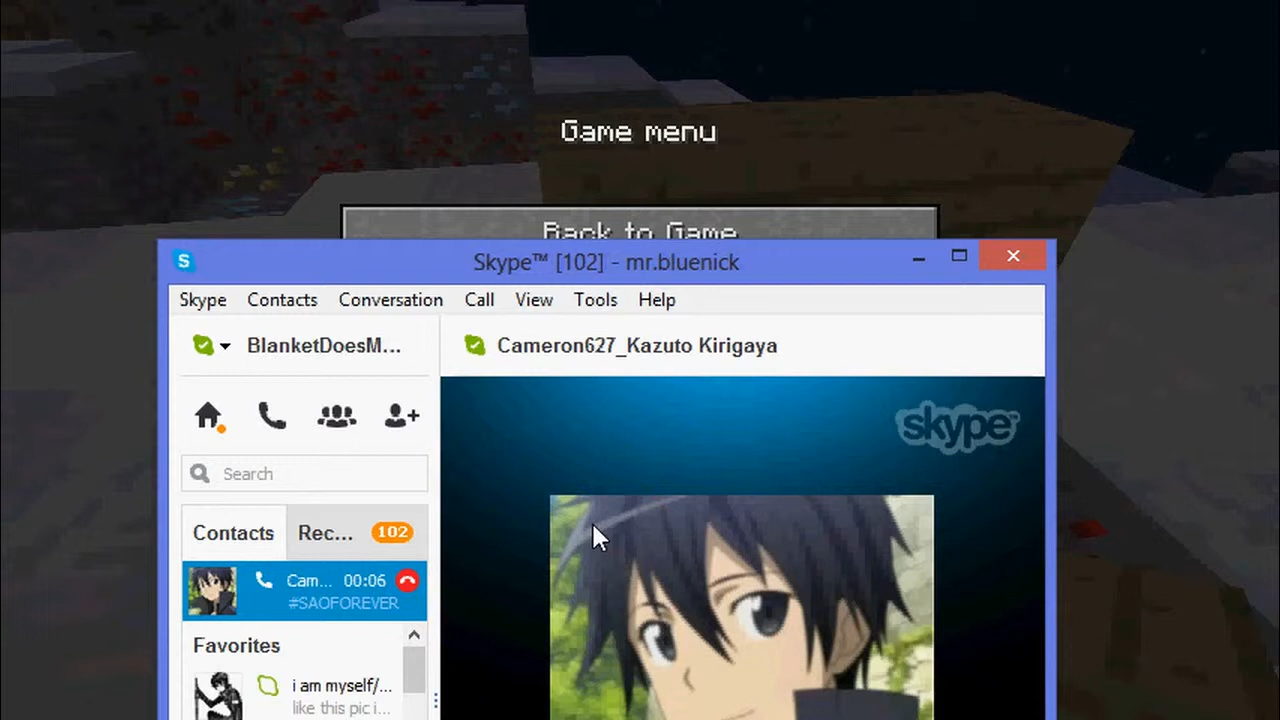 Game menu
Back to Game
S
Skype™ [102] - mr.bluenick
Skype Contacts Conversation Call View Tools Help
BlanketDoesM...
Cameron627_Kazuto Kirigaya
skype™
Search
Contacts Rec... 102
Cam... 00:06
#SAOFOREVER
Favorites
i am myself/...
like this pic i...